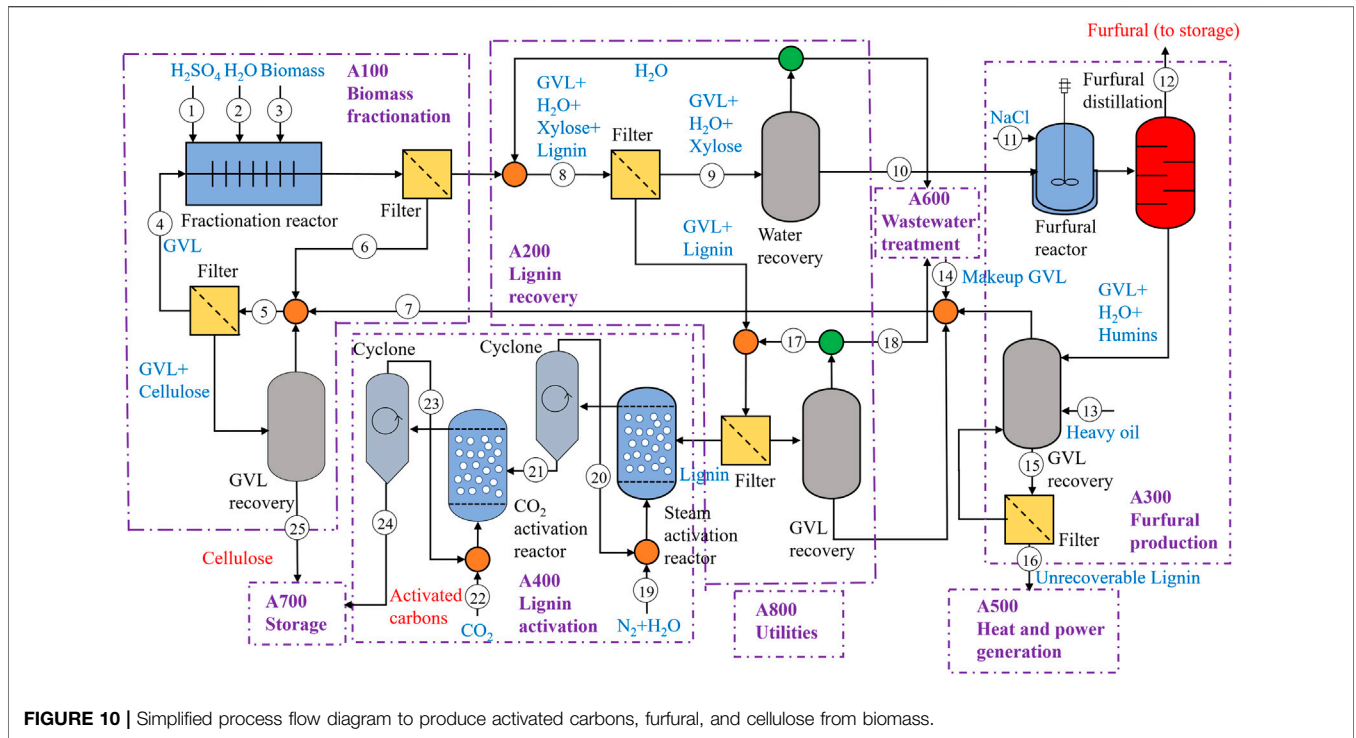 Furfural (to storage)
H₂SO₄ H₂O Biomass
A100
Biomass
fractionation
1
2
3
Fractionation reactor
Filter
4
GVL
6
Filter
5
7
GVL+
Cellulose
GVL
recovery
25
Cellulose
A700
Storage
H₂O
GVL+
H₂O+
Xylose+
Lignin
Filter
GVL+
H₂O+
Xylose
8
9
10
Water
recovery
GVL+
Lignin
A200
Lignin
recovery
A600
Wastewater
treatment
14
Makeup GVL
12
Furfural
distillation
A300
Furfural
production
NaCl
11
Furfural
reactor
GVL+
H₂O+
Humins
13
Heavy oil
15
GVL
recovery
Filter
16
Unrecoverable Lignin
A500
Heat and power
generation
17
18
Filter
GVL
recovery
Lignin
Cyclone
Cyclone
23
21
20
24
CO₂
activation reactor
Steam
activation
reactor
22
19
Activated
carbons
CO₂
N₂+H₂O
A400
Lignin
activation
A800
Utilities
FIGURE 10 | Simplified process flow diagram to produce activated carbons, furfural, and cellulose from biomass.